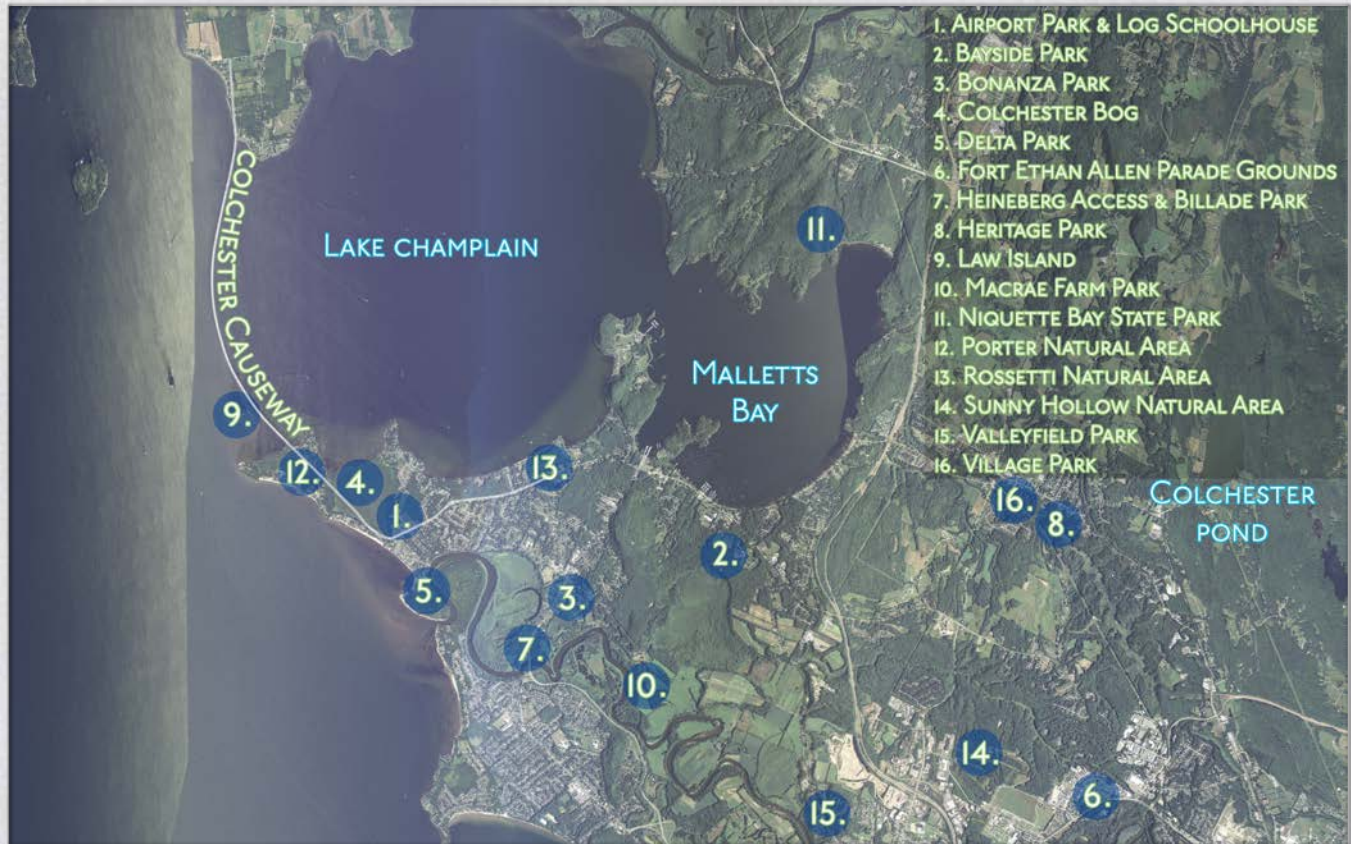 1. Airport Park & Log Schoolhouse
2. Bayside Park
3. Bonanza Park
4. Colchester Bog
5. Delta Park
6. Fort Ethan Allen Parade Grounds
7. Heineberg Access & Billade Park
8. Heritage Park
9. Law Island
10. Macrae Farm Park
11. Niquette Bay State Park
12. Porter Natural Area
13. Rossetti Natural Area
14. Sunny Hollow Natural Area
15. Valleyfield Park
16. Village Park
Colchester Causeway
Lake champlain
11.
Malletts
Bay
9.
12.
4.
13.
1.
16.
8.
Colchester
pond
2.
5.
3.
7.
10.
14.
6.
15.